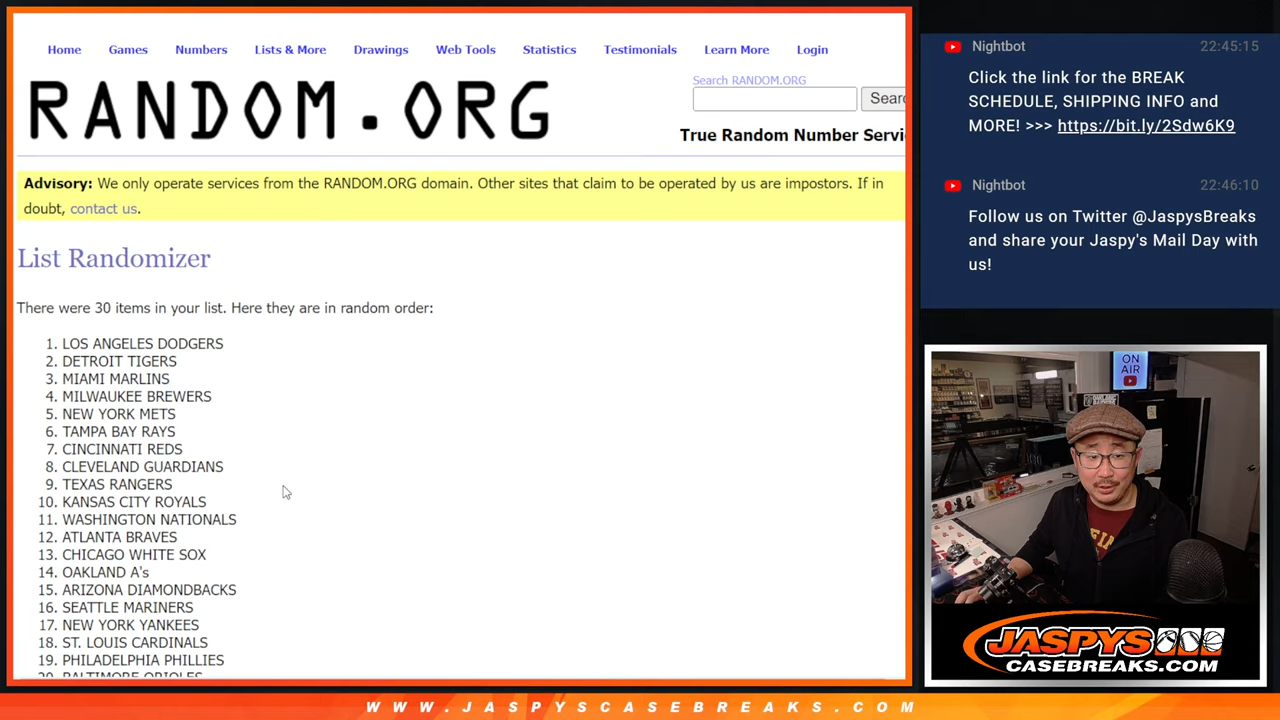 Home Games Numbers Lists & More Drawings Web Tools Statistics Testimonials Learn More Login
RANDOM.ORG
Search RANDOM.ORG
Searc
True Random Number Servi
Advisory: We only operate services from the RANDOM.ORG domain. Other sites that claim to be operated by us are impostors. If in
doubt, contact us.
List Randomizer
There were 30 items in your list. Here they are in random order:
1. LOS ANGELES DODGERS
2. DETROIT TIGERS
3. MIAMI MARLINS
4. MILWAUKEE BREWERS
5. NEW YORK METS
6. TAMPA BAY RAYS
7. CINCINNATI REDS
8. CLEVELAND GUARDIANS
9. TEXAS RANGERS
10. KANSAS CITY ROYALS
11. WASHINGTON NATIONALS
12. ATLANTA BRAVES
13. CHICAGO WHITE SOX
14. OAKLAND A's
15. ARIZONA DIAMONDBACKS
16. SEATTLE MARINERS
17. NEW YORK YANKEES
18. ST. LOUIS CARDINALS
19. PHILADELPHIA PHILLIES
20. BALTIMORE ORIOLES
Nightbot 22:45:15
Click the link for the BREAK
SCHEDULE, SHIPPING INFO and
MORE! >>> https://bit.ly/2Sdw6K9
Nightbot 22:46:10
Follow us on Twitter @JaspysBreaks
and share your Jaspy's Mail Day with
us!
ON
AIR
JASPYS
CASEBREAKS.COM
WWW.JASPYSCASEBREAKS.COM